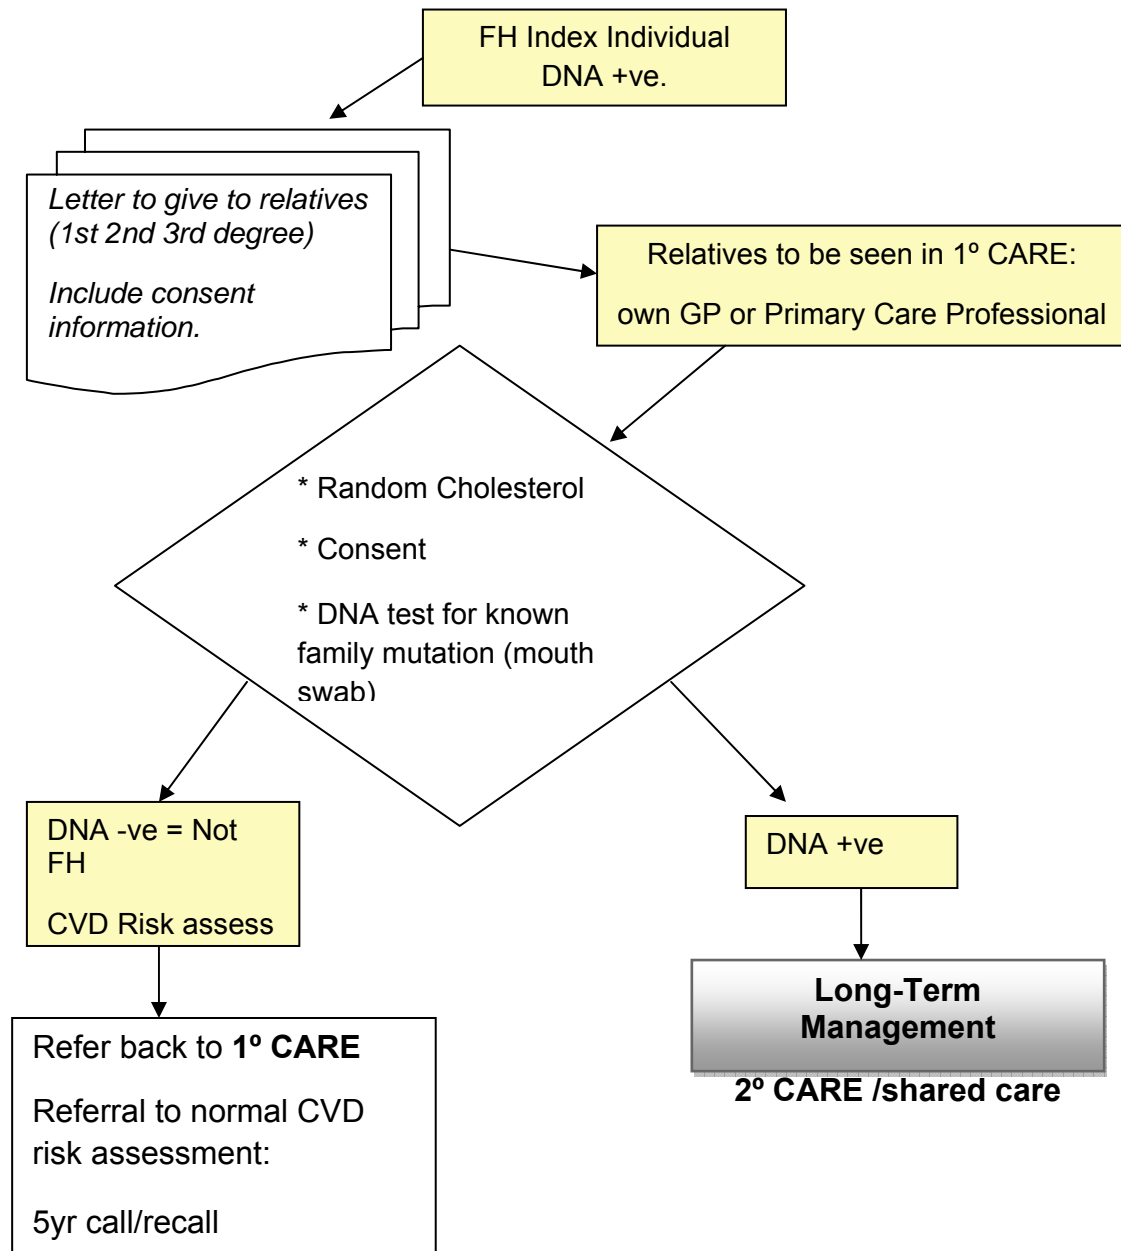 FH Index Individual
DNA +ve.
Letter to give to relatives
(1st 2nd 3rd degree)
Include consent
information.
Relatives to be seen in 1º CARE:
own GP or Primary Care Professional
* Random Cholesterol
* Consent
* DNA test for known
family mutation (mouth
swab)
DNA -ve = Not
FH
CVD Risk assess
DNA +ve
Long-Term
Management
2º CARE /shared care
Refer back to 1º CARE
Referral to normal CVD
risk assessment:
5yr call/recall